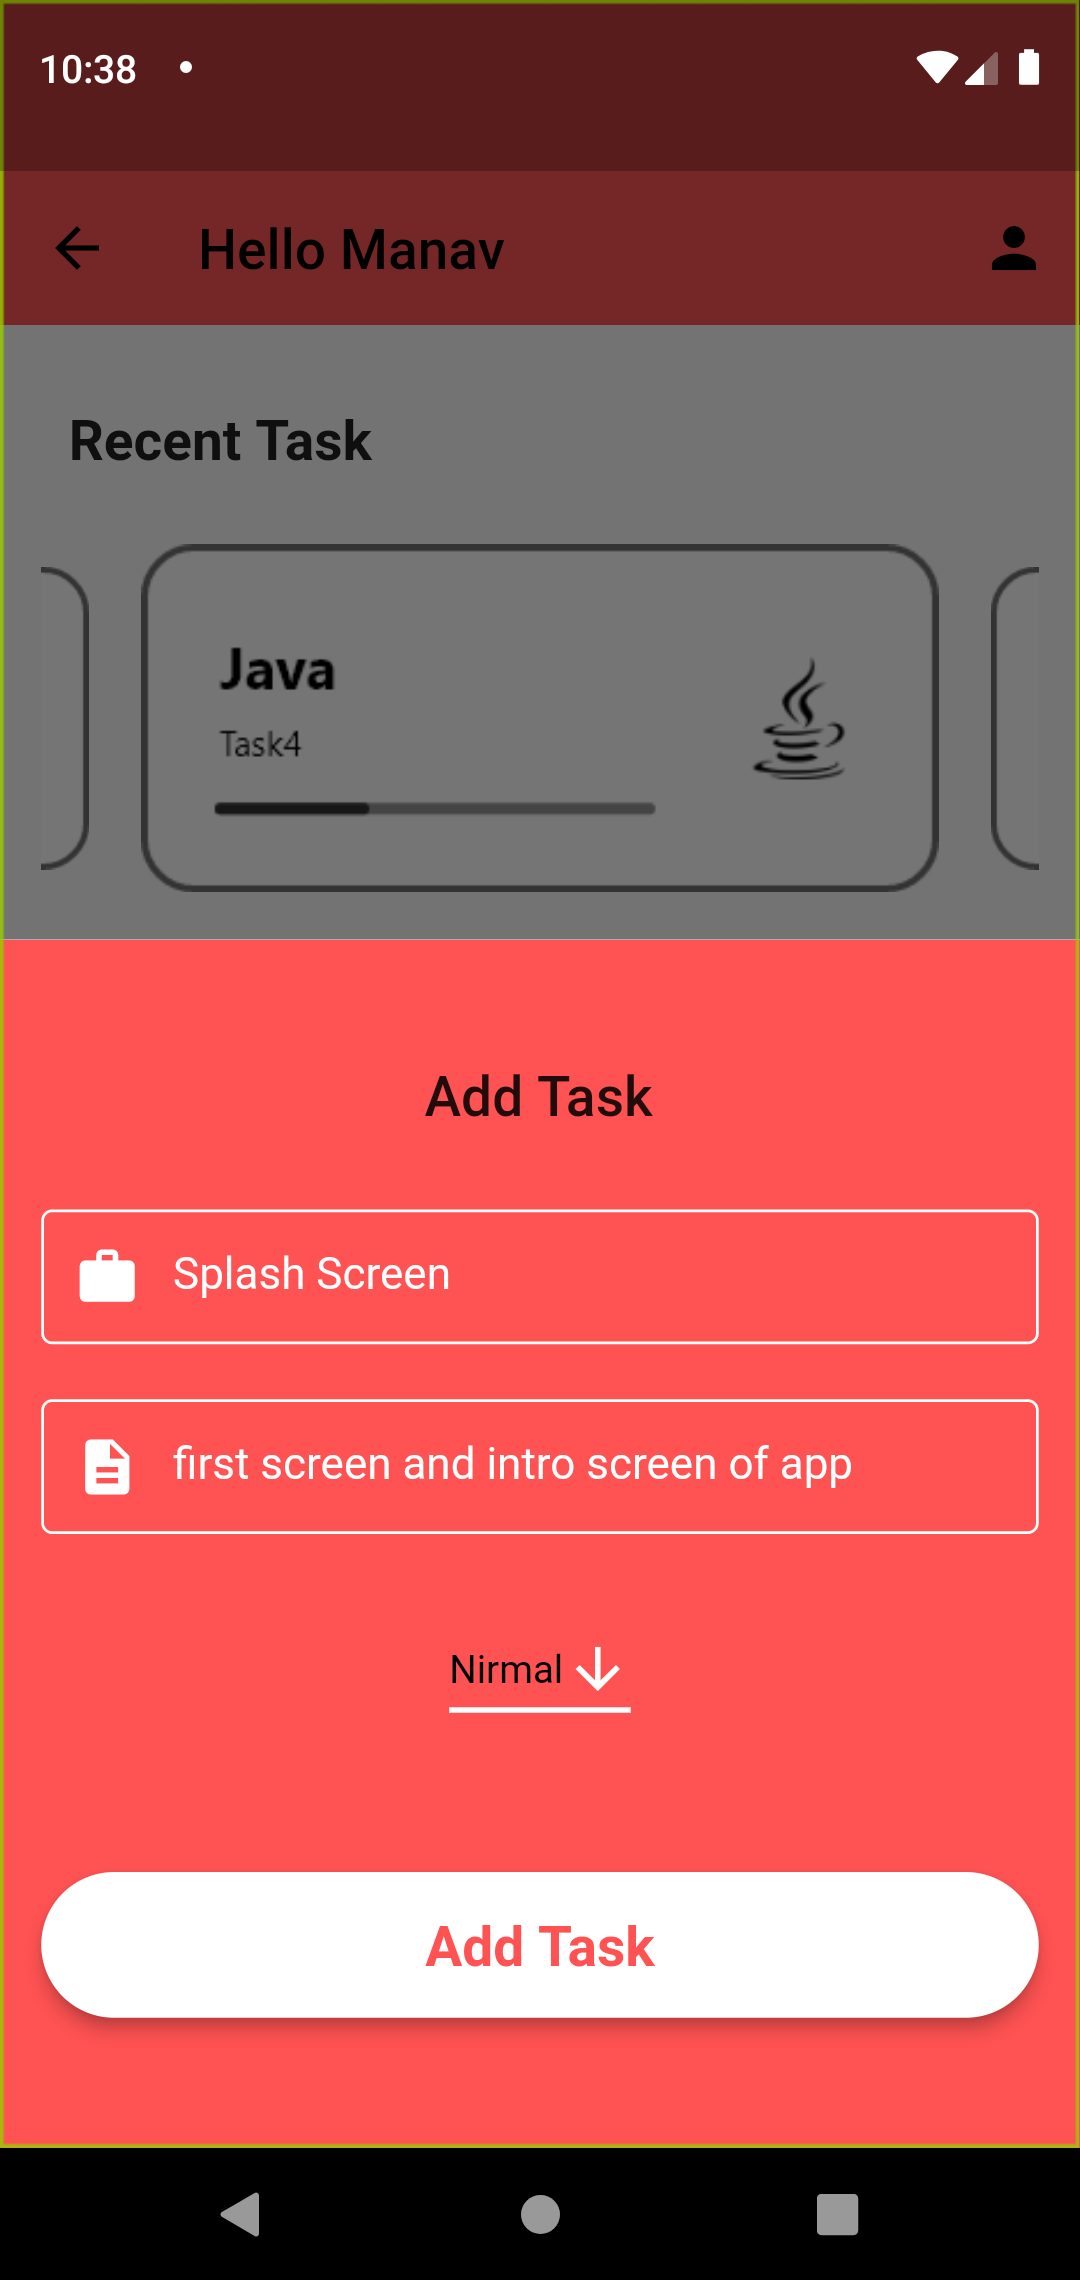 10:38
Hello Manav
Recent Task
Java
Task4
Add Task
Splash Screen
first screen and intro screen of app
Nirmal
Add Task